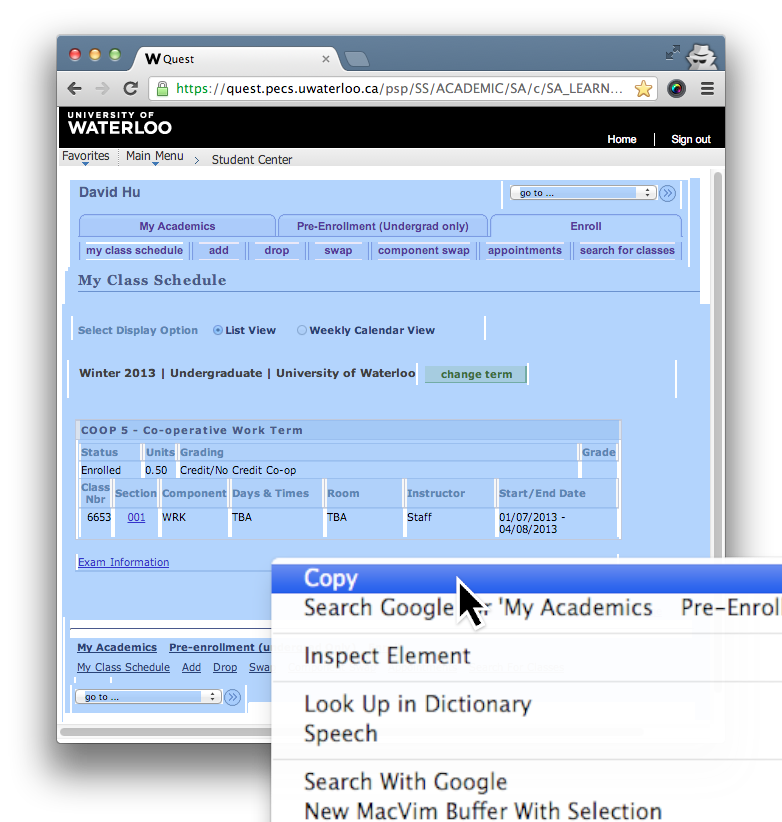 W Quest
https://quest.pecs.uwaterloo.ca/psp/SS/ACADEMIC/SA/c/SA_LEARN...
UNIVERSITY OF
WATERLOO
Home | Sign out
Favorites Main Menu > Student Center
David Hu go to ...
My Academics Pre-Enrollment (Undergrad only) Enroll
my class schedule add drop swap component swap appointments search for classes
My Class Schedule
Select Display Option List View Weekly Calendar View
Winter 2013 | Undergraduate | University of Waterloo change term
COOP 5 - Co-operative Work Term
Status Units Grading Grade
Enrolled 0.50 Credit/No Credit Co-op
Class Nbr Section Component Days & Times Room Instructor Start/End Date
6653 001 WRK TBA TBA Staff 01/07/2013 -
04/08/2013
Exam Information
Copy
Search Google 'My Academics Pre-Enroll
Inspect Element
Look Up in Dictionary
Speech
Search With Google
New MacVim Buffer With Selection
My Academics Pre-enrollment (u
My Class Schedule Add Drop Swa
go to ...